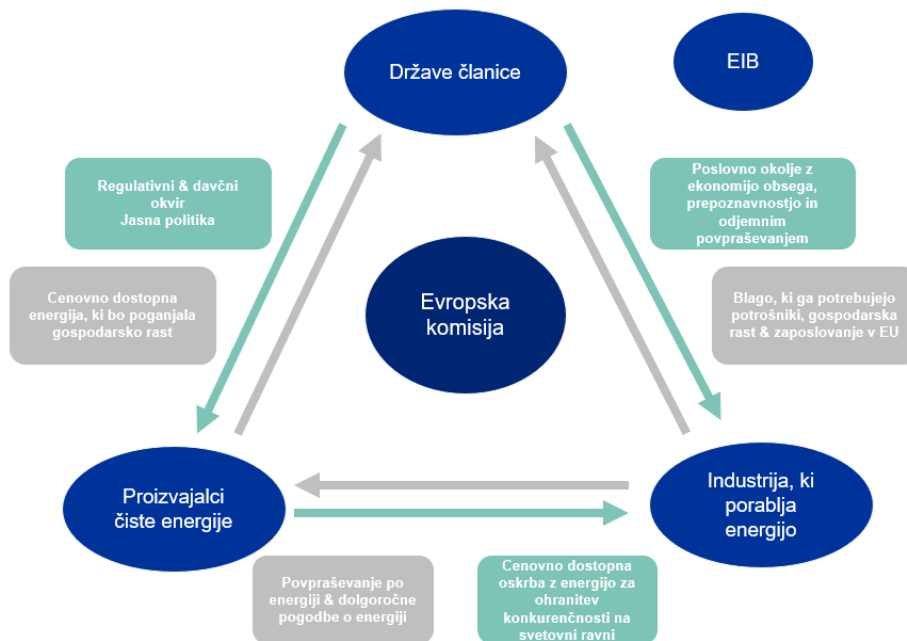 Države članice
EIB
Regulativni & davčni
okvir
Jasna politika
Poslovno okolje z
ekonomijo obsega,
prepoznavnostjo in
odjemnim
povpraševanjem
Cenovno dostopna
energija, ki bo poganjala
gospodarsko rast
Evropska
komisija
Blago, ki ga potrebujejo
potrošniki, gospodarska
rast & zaposlovanje v EU
Proizvajalci
čiste energije
Industrija, ki
porablja
energijo
Povpraševanje po
energiji & dolgoročne
pogodbe o energiji
Cenovno dostopna
oskrba z energijo za
ohranitev
konkurenčnosti na
svetovni ravni